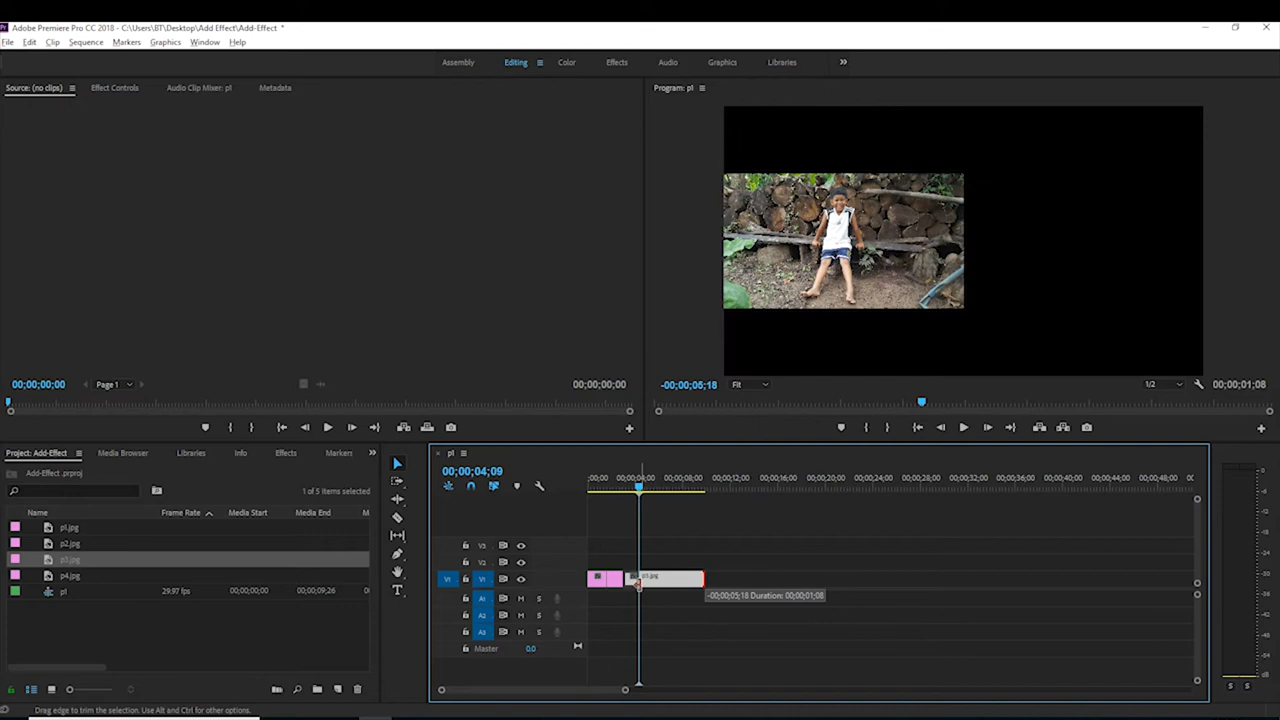 Adobe Premiere Pro CC 2018 - C:\Users\BT\Desktop\Add Effect\Add-Effect *
File Edit Clip Sequence Markers Graphics Window Help
Assembly Editing Color Effects Audio Graphics Libraries
Source: (no clips) Effect Controls Audio Clip Mixer: p1 Metadata
Program: p1
00;00;00;00 Page 1 00;00;00;00
-00;00;05;18 Fit 1/2 00;00;01;08
Project: Add-Effect Media Browser Libraries Info Effects Markers
Add-Effect .prproj
1 of 5 items selected
Name Frame Rate Media Start Media End M
p1.jpg
p2.jpg
p3.jpg
p4.jpg
p1 29.97 fps 00;00;00;00 00;00;09;26
p1
00;00;04;09
;00;00 00;00;04;00 00;00;08;00 00;00;12;00 00;00;16;00 00;00;20;00 00;00;24;00 00;00;28;00 00;00;32;00 00;00;36;00 00;00;40;00 00;00;44;00 00;00;48;00 00
V3
V2
V1 V1 p3.jpg
-00;00;05;18 Duration: 00;00;01;08
A1 M S
A2 M S
A3 M S
Master 0.0
0
dB
S S
Drag edge to trim the selection. Use Alt and Ctrl for other options.